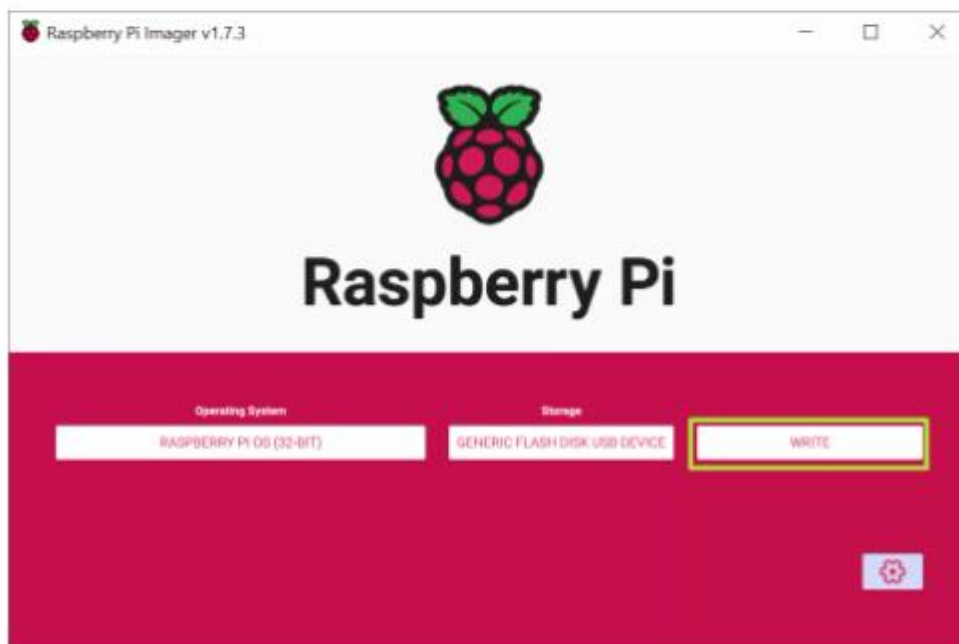 Raspberry Pi Imager v1.7.3
Raspberry Pi
Operating System
Storage
RASPBERRY PI OS (32-BIT)
GENERIC FLASH DISK USB DEVICE
WRITE